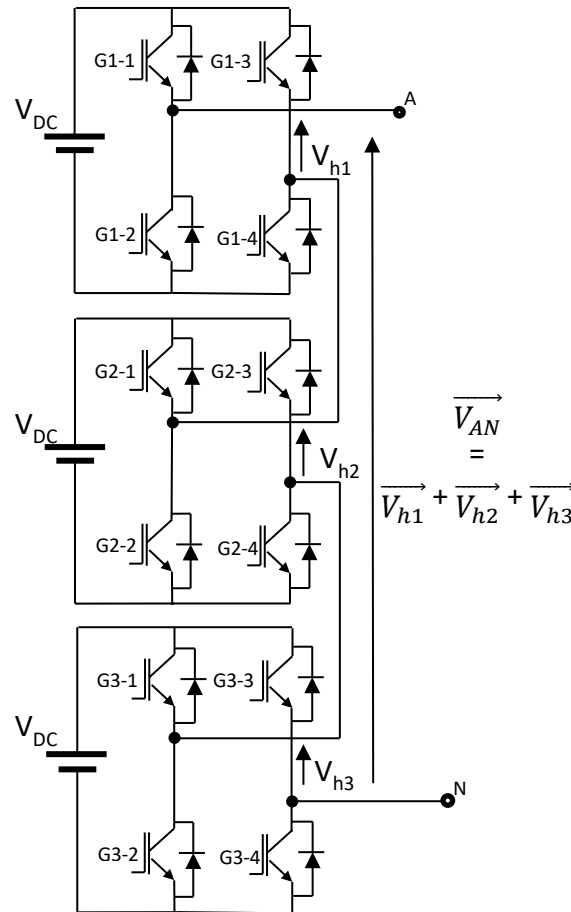 G1-1
G1-3
A
V_DC
V_h1
G1-2
G1-4
G2-1
G2-3
V_DC
V_h2
V_AN
=
V_h1 + V_h2 + V_h3
G2-2
G2-4
G3-1
G3-3
V_DC
V_h3
N
G3-2
G3-4